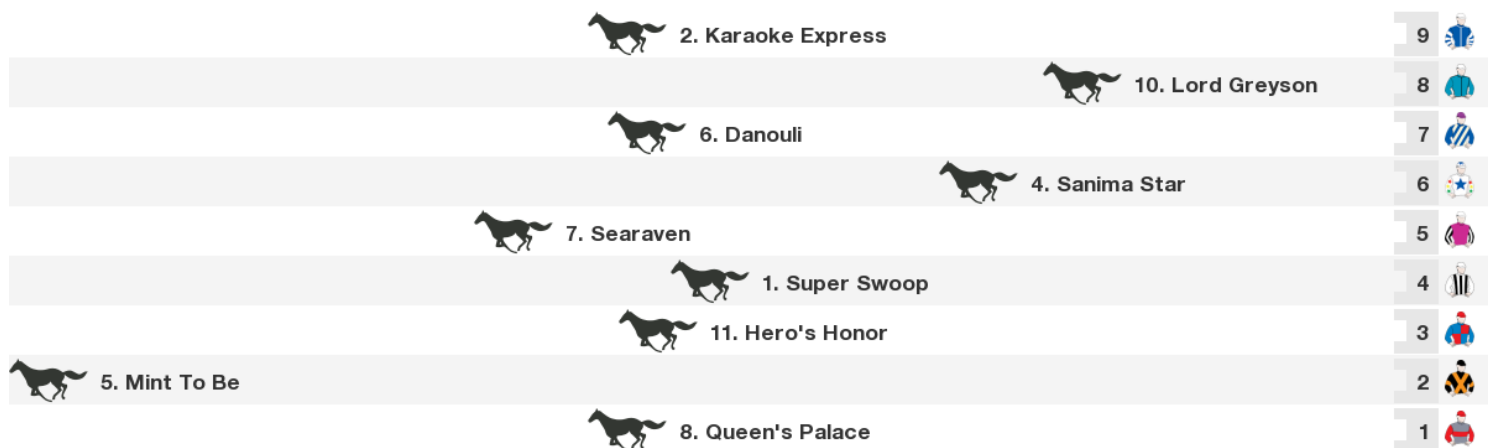 2. Karaoke Express 9
10. Lord Greyson 8
6. Danouli 7
4. Sanima Star 6
7. Searaven 5
1. Super Swoop 4
11. Hero's Honor 3
5. Mint To Be 2
8. Queen's Palace 1